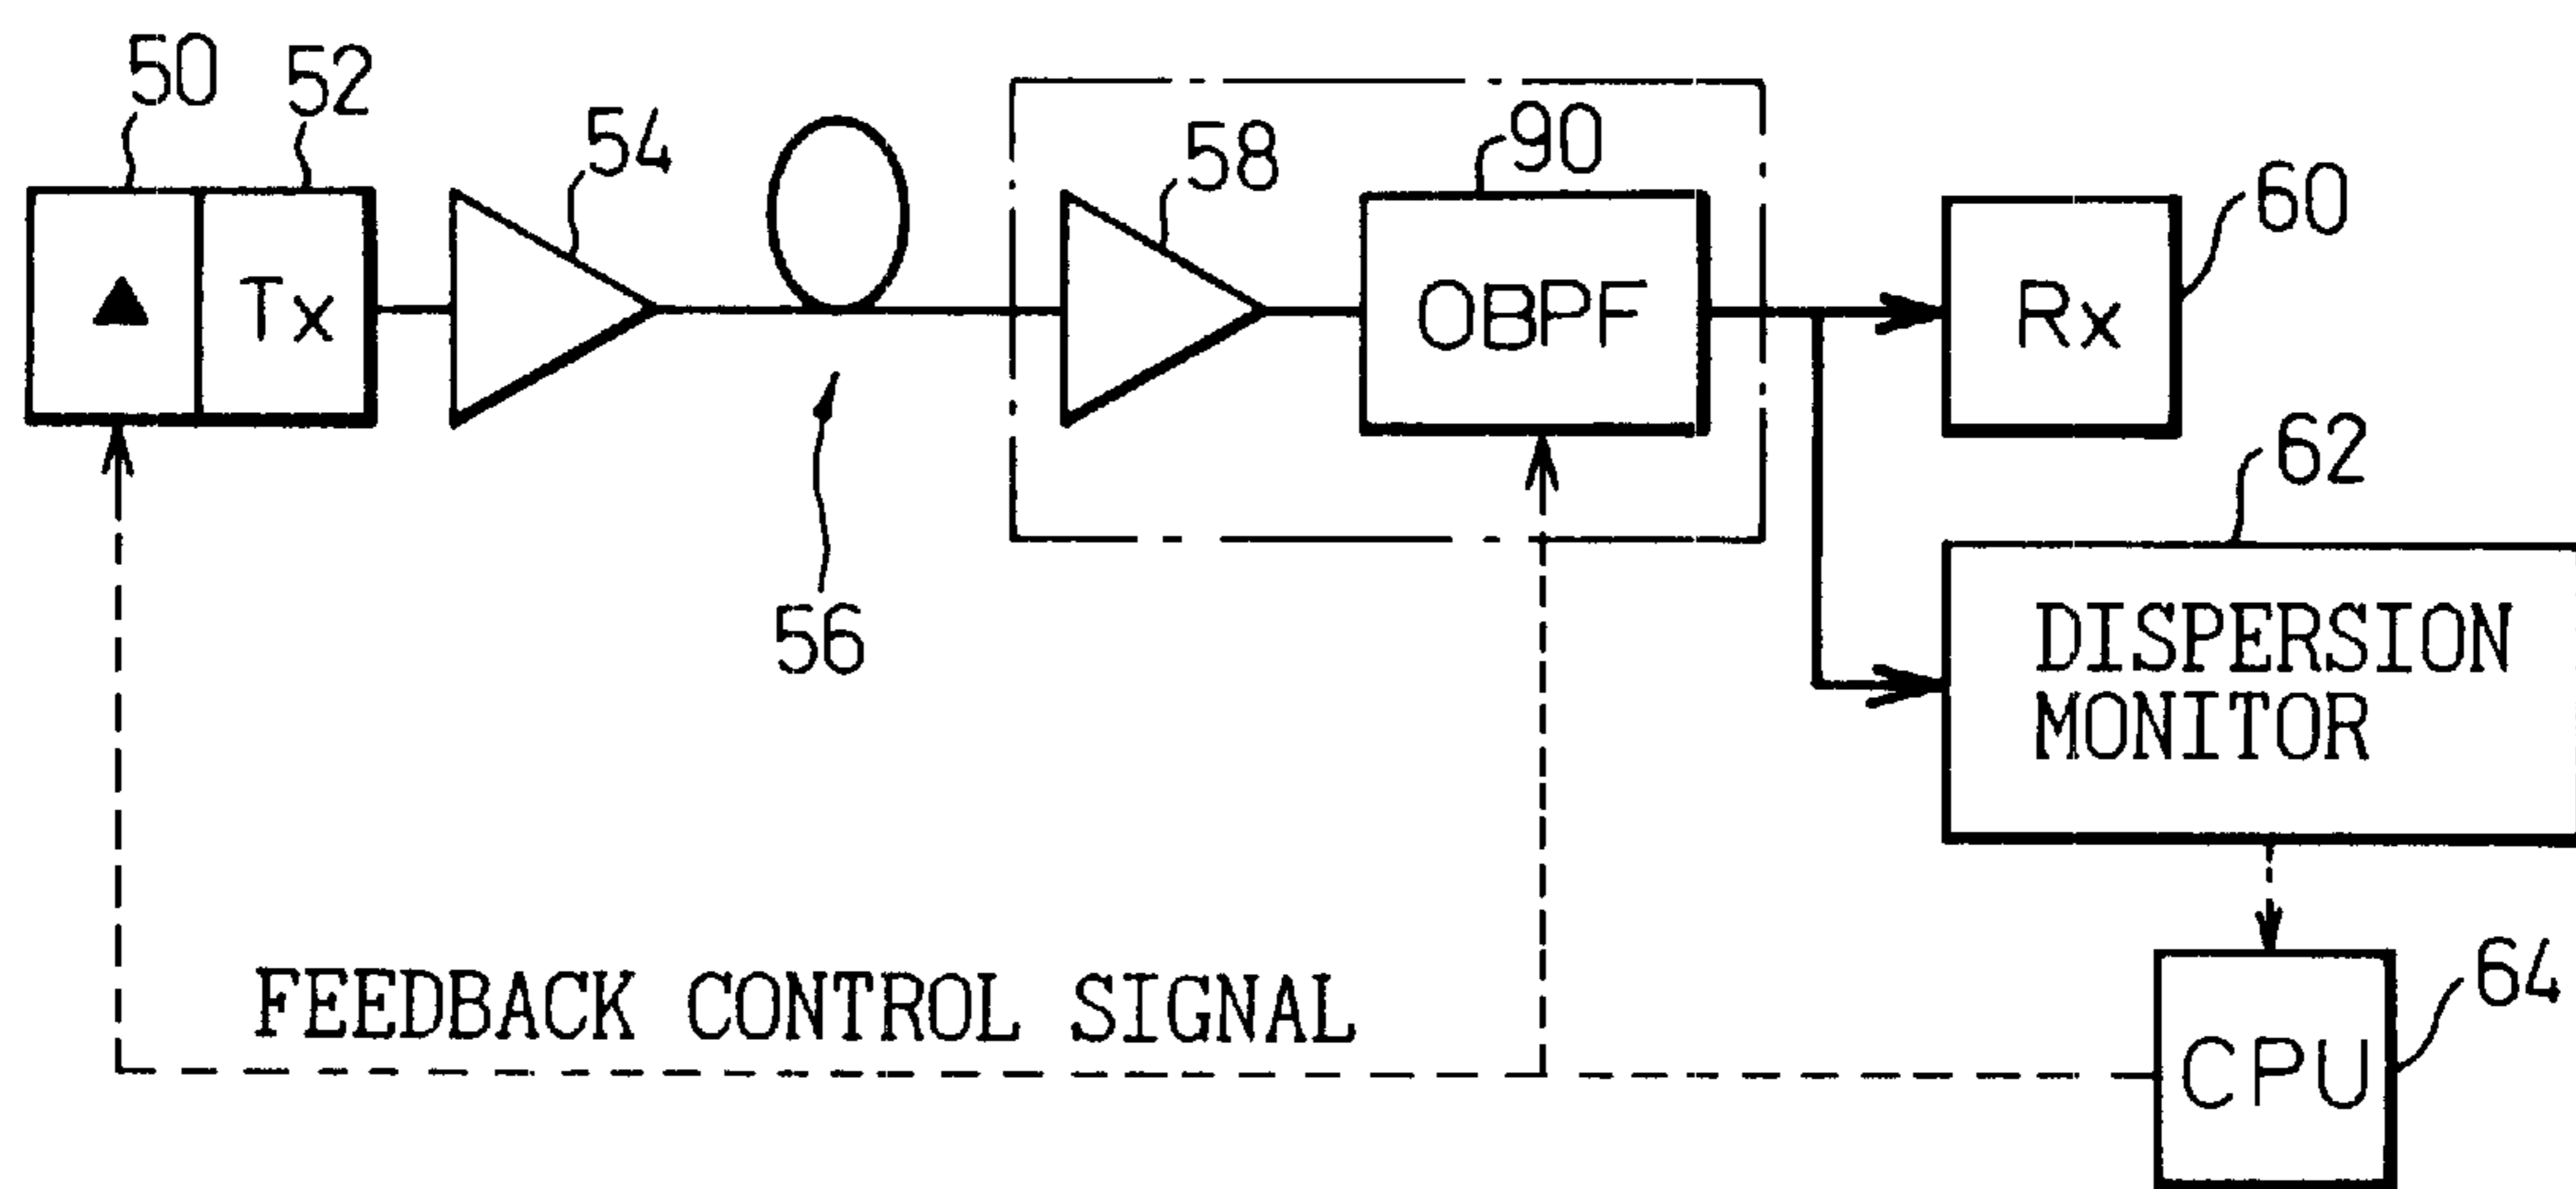 50
52
54
58
90
60
Tx
OBPF
Rx
62
56
DISPERSION
MONITOR
64
FEEDBACK CONTROL SIGNAL
CPU